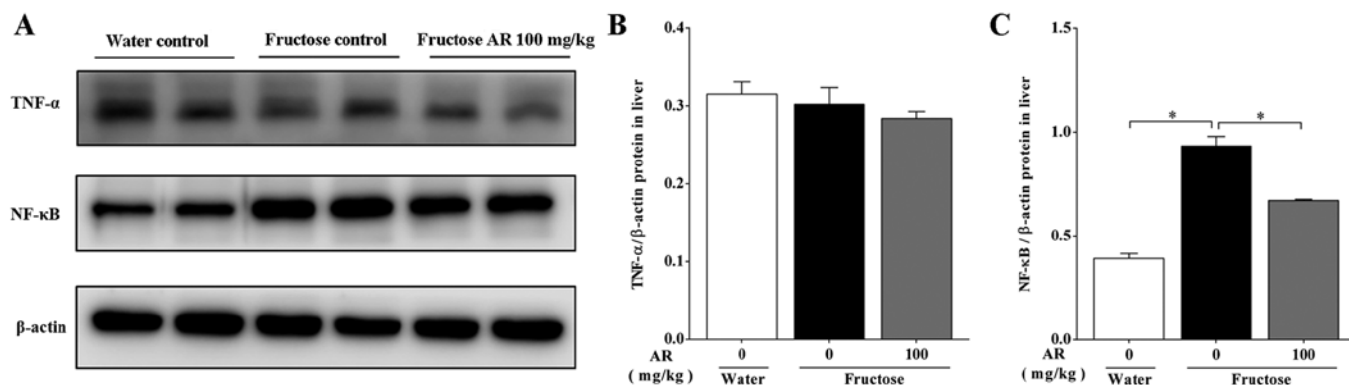 A
Water control
Fructose control
Fructose AR 100 mg/kg
TNF-α
NF-κB
β-actin
B
TNF-α/β-actin protein in liver
0.4
0.3
0.2
0.1
0.0
AR
0
0
100
( mg/kg )
Water
Fructose
C
NF-κB / β-actin protein in liver
1.5
1.0
0.5
0.0
*
*
AR
0
0
100
( mg/kg )
Water
Fructose